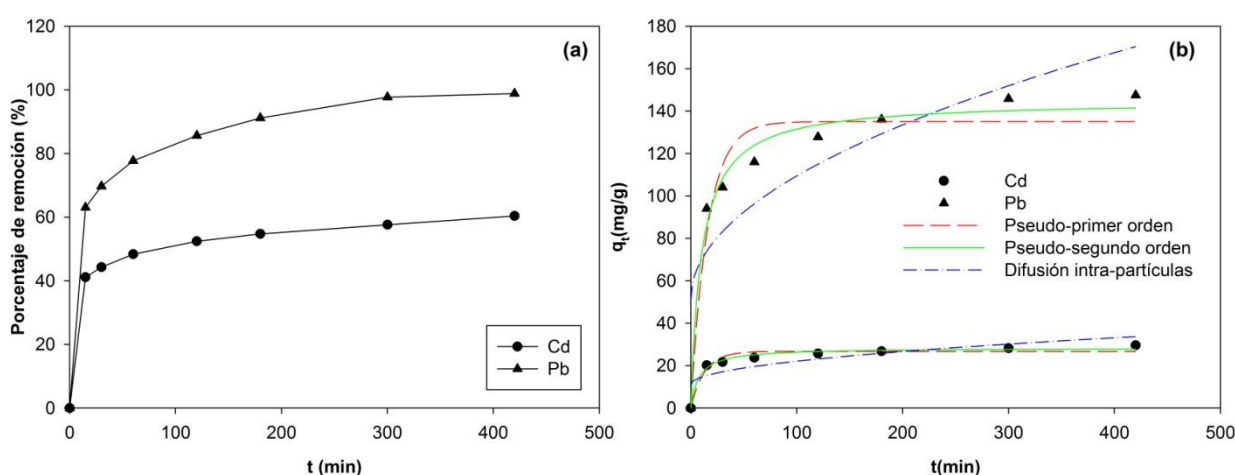 120
100
80
60
40
20
0
Porcentaje de remoción (%)
(a)
Cd
Pb
0 100 200 300 400 500
t (min)
180
160
140
120
100
80
60
40
20
0
qt(mg/g)
(b)
Cd
Pb
Pseudo-primer orden
Pseudo-segundo orden
Difusión intra-partículas
0 100 200 300 400 500
t(min)